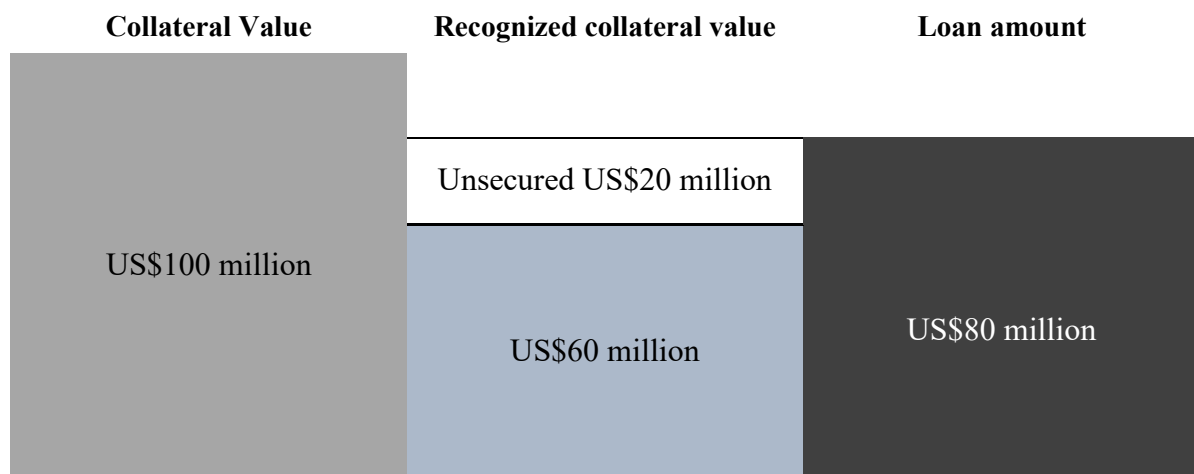 Collateral Value
Recognized collateral value
Loan amount
Unsecured US$20 million
US$100 million
US$60 million
US$80 million